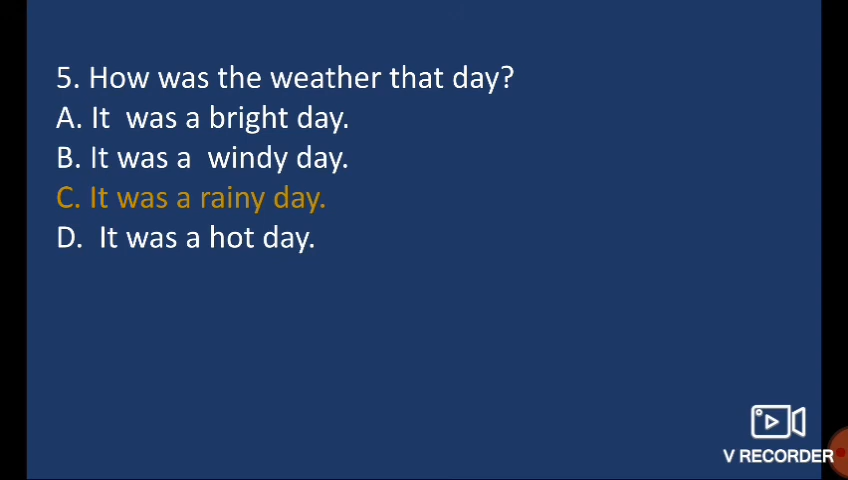 5. How was the weather that day?
A. It  was a bright day.
B. It was a  windy day.
C. It was a rainy day.
D.  It was a hot day.
V RECORDER